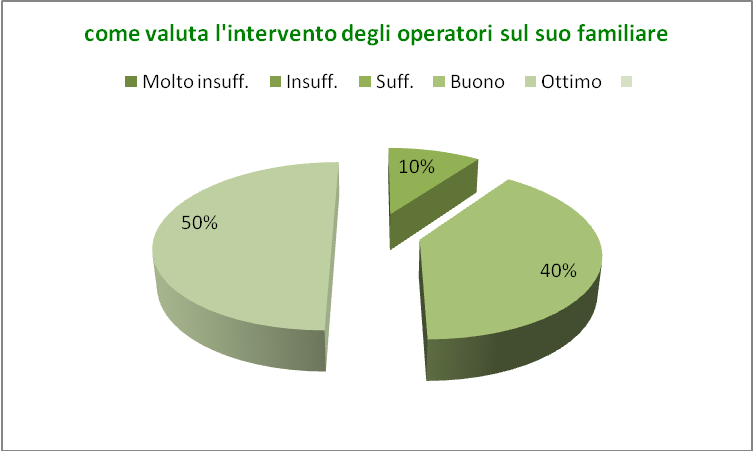 come valuta l'intervento degli operatori sul suo familiare
Molto insuff. Insuff. Suff. Buono Ottimo
10%
50%
40%